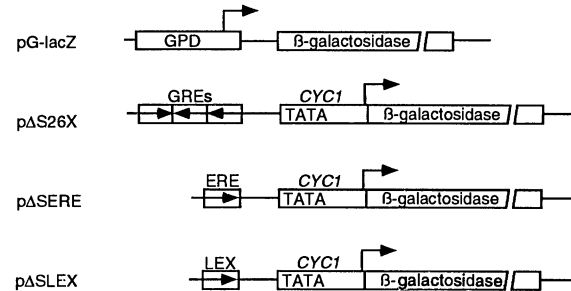 pG-lacZ
GPD
ß-galactosidase
pΔS26X
GREs
CYC1
TATA
ß-galactosidase
pΔSERE
ERE
CYC1
TATA
ß-galactosidase
pΔSLEX
LEX
CYC1
TATA
ß-galactosidase